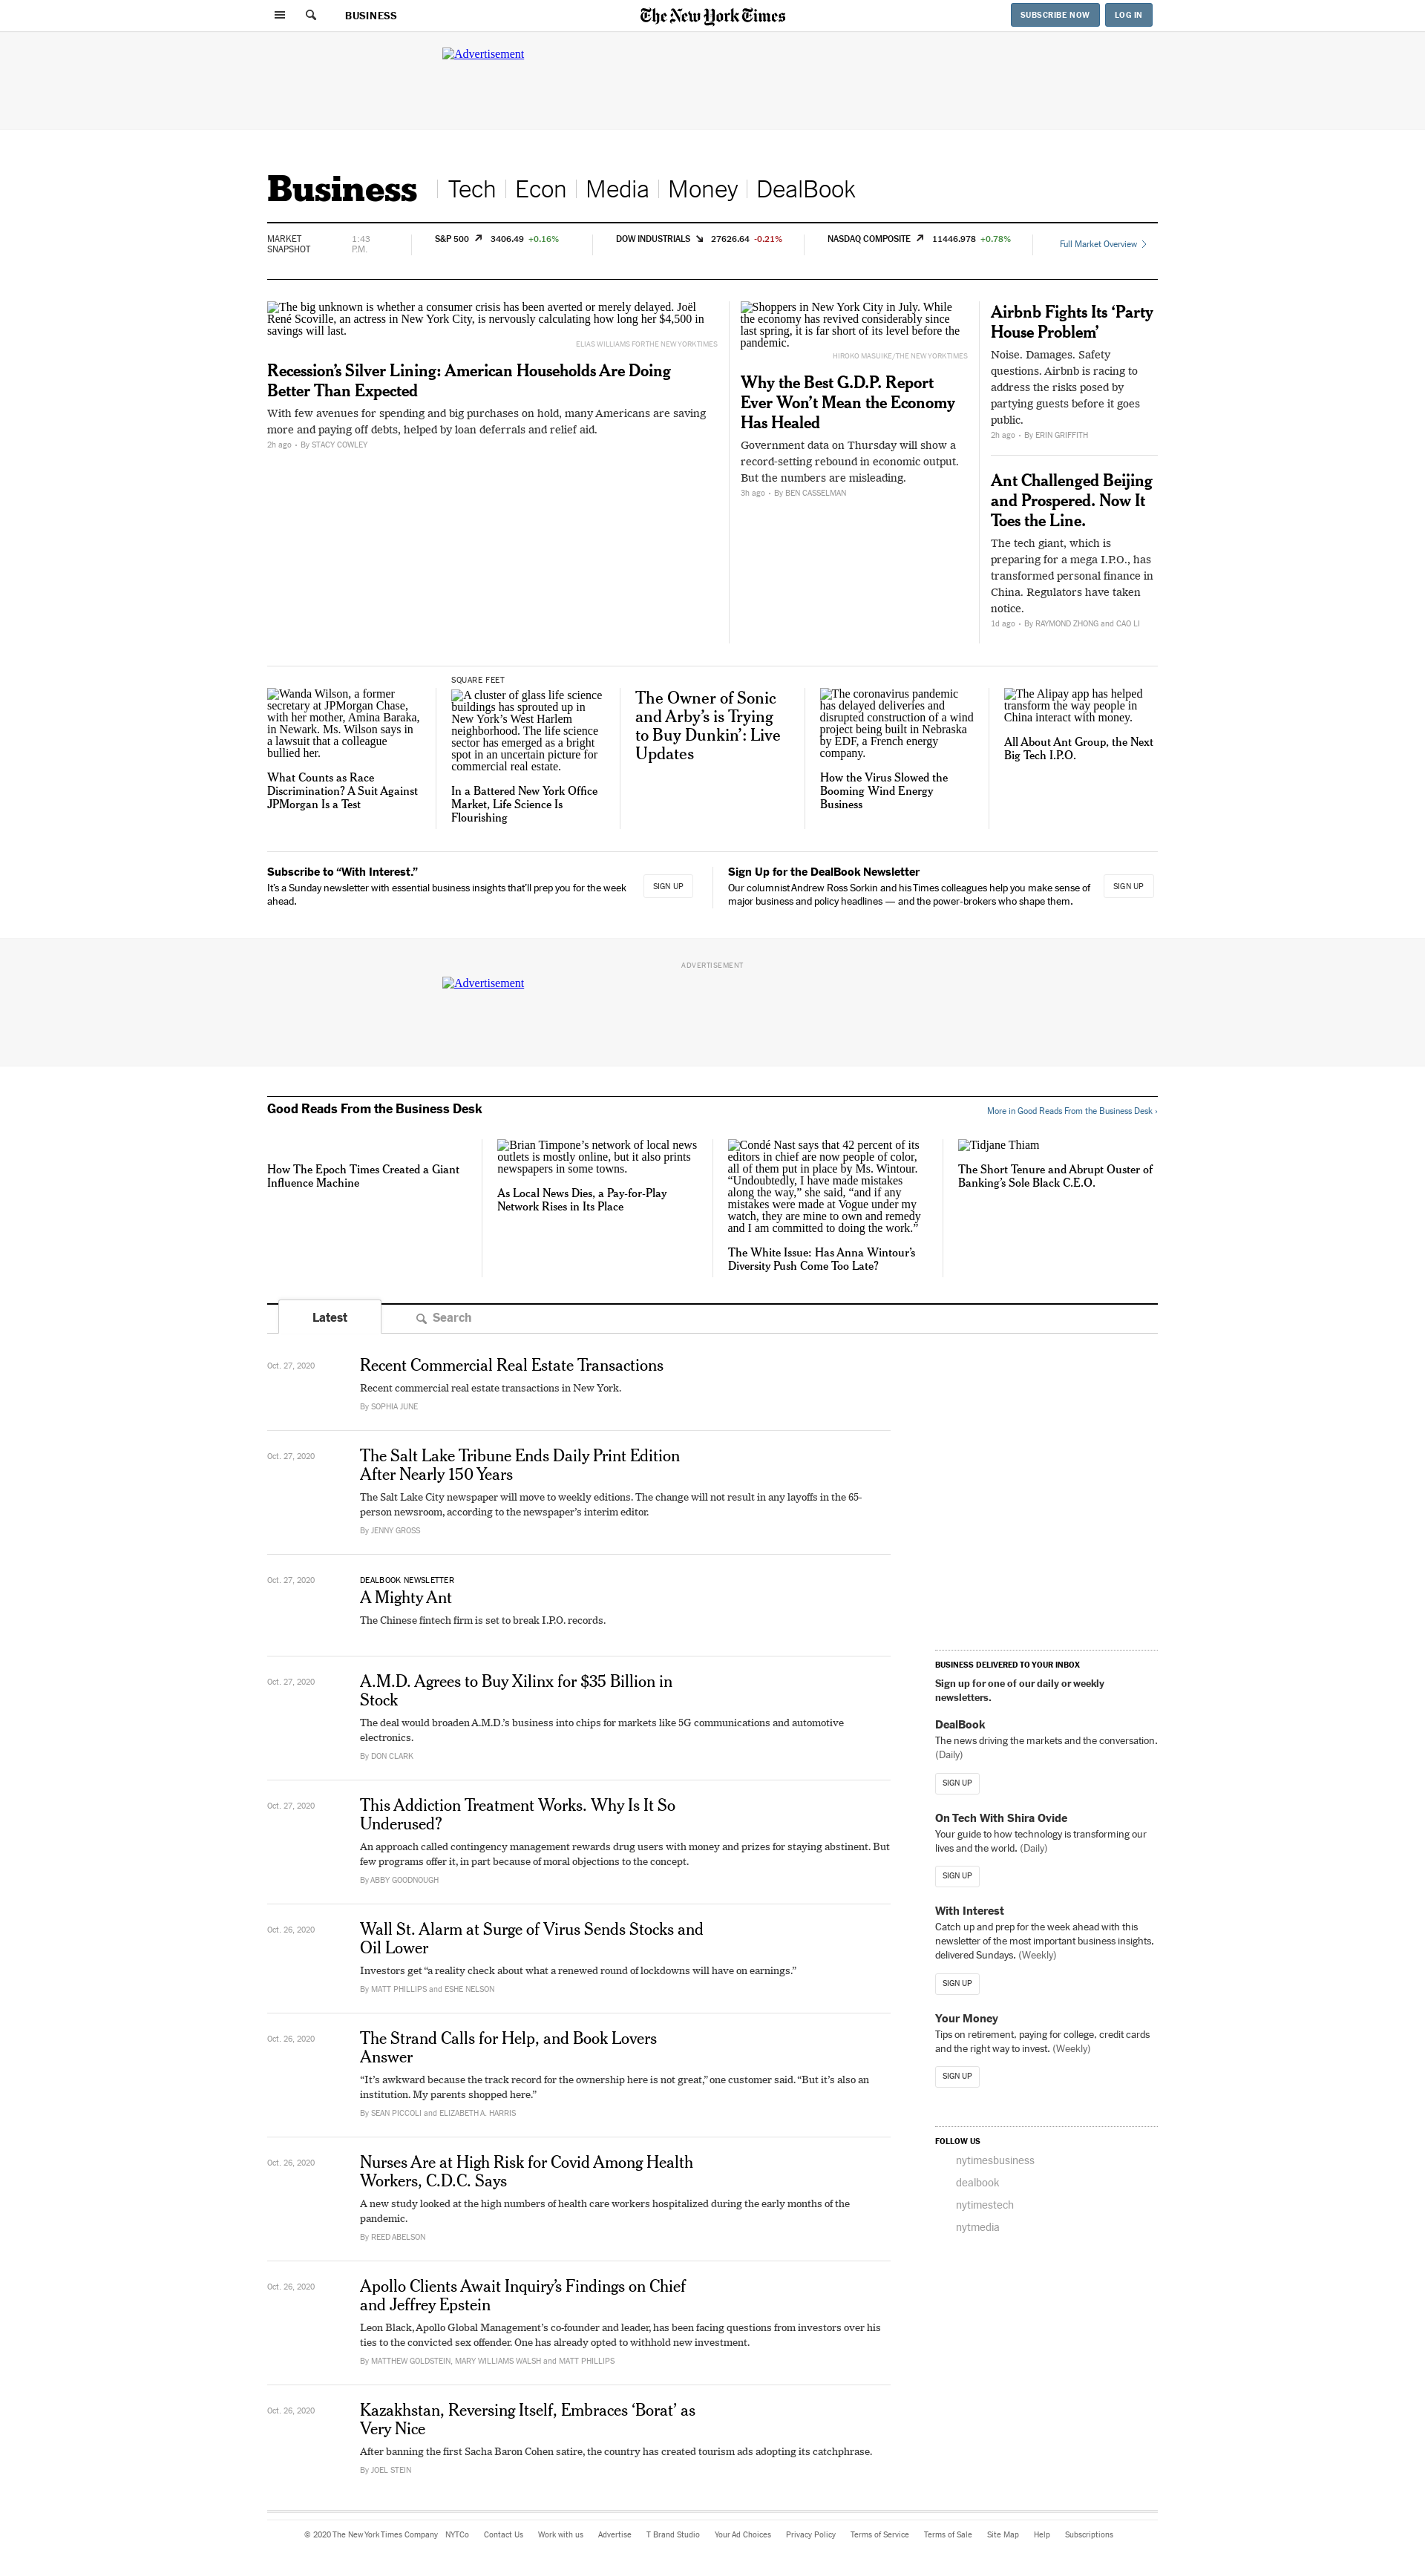 BUSINESS
The New York Times
SUBSCRIBE NOW
LOG IN
Advertisement
Business
Tech
Econ
Media
Money
DealBook
MARKET
SNAPSHOT
1:43
P.M.
S&P 500 3406.49 +0.16%
DOW INDUSTRIALS 27626.64 -0.21%
NASDAQ COMPOSITE 11446.978 +0.78%
Full Market Overview
The big unknown is whether a consumer crisis has been averted or merely delayed. Joël
René Scoville, an actress in New York City, is nervously calculating how long her $4,500 in
savings will last.
ELIAS WILLIAMS FOR THE NEW YORK TIMES
Recession’s Silver Lining: American Households Are Doing
Better Than Expected
With few avenues for spending and big purchases on hold, many Americans are saving
more and paying off debts, helped by loan deferrals and relief aid.
2h ago - By STACY COWLEY
Shoppers in New York City in July. While
the economy has revived considerably since
last spring, it is far short of its level before the
pandemic.
HIROKO MASUIKE/THE NEW YORK TIMES
Why the Best G.D.P. Report
Ever Won’t Mean the Economy
Has Healed
Government data on Thursday will show a
record-setting rebound in economic output.
But the numbers are misleading.
3h ago - By BEN CASSELMAN
Airbnb Fights Its ‘Party
House Problem’
Noise. Damages. Safety
questions. Airbnb is racing to
address the risks posed by
partying guests before it goes
public.
2h ago - By ERIN GRIFFITH
Ant Challenged Beijing
and Prospered. Now It
Toes the Line.
The tech giant, which is
preparing for a mega I.P.O., has
transformed personal finance in
China. Regulators have taken
notice.
1d ago - By RAYMOND ZHONG and CAO LI
Wanda Wilson, a former
secretary at JPMorgan Chase,
with her mother, Amina Baraka,
in Newark. Ms. Wilson says in
a lawsuit that a colleague
bullied her.
What Counts as Race
Discrimination? A Suit Against
JPMorgan Is a Test
SQUARE FEET
A cluster of glass life science
buildings has sprouted up in
New York’s West Harlem
neighborhood. The life science
sector has emerged as a bright
spot in an uncertain picture for
commercial real estate.
In a Battered New York Office
Market, Life Science Is
Flourishing
The Owner of Sonic
and Arby’s is Trying
to Buy Dunkin’: Live
Updates
The coronavirus pandemic
has delayed deliveries and
disrupted construction of a wind
project being built in Nebraska
by EDF, a French energy
company.
How the Virus Slowed the
Booming Wind Energy
Business
The Alipay app has helped
transform the way people in
China interact with money.
All About Ant Group, the Next
Big Tech I.P.O.
Subscribe to “With Interest.”
It’s a Sunday newsletter with essential business insights that’ll prep you for the week
ahead.
SIGN UP
Sign Up for the DealBook Newsletter
Our columnist Andrew Ross Sorkin and his Times colleagues help you make sense of
major business and policy headlines — and the power-brokers who shape them.
SIGN UP
ADVERTISEMENT
Advertisement
Good Reads From the Business Desk
More in Good Reads From the Business Desk ›
How The Epoch Times Created a Giant
Influence Machine
Brian Timpone’s network of local news
outlets is mostly online, but it also prints
newspapers in some towns.
As Local News Dies, a Pay-for-Play
Network Rises in Its Place
Condé Nast says that 42 percent of its
editors in chief are now people of color,
all of them put in place by Ms. Wintour.
“Undoubtedly, I have made mistakes
along the way,” she said, “and if any
mistakes were made at Vogue under my
watch, they are mine to own and remedy
and I am committed to doing the work.”
The White Issue: Has Anna Wintour’s
Diversity Push Come Too Late?
Tidjane Thiam
The Short Tenure and Abrupt Ouster of
Banking’s Sole Black C.E.O.
Latest
Search
Oct. 27, 2020
Recent Commercial Real Estate Transactions
Recent commercial real estate transactions in New York.
By SOPHIA JUNE
Oct. 27, 2020
The Salt Lake Tribune Ends Daily Print Edition
After Nearly 150 Years
The Salt Lake City newspaper will move to weekly editions. The change will not result in any layoffs in the 65-
person newsroom, according to the newspaper’s interim editor.
By JENNY GROSS
Oct. 27, 2020
DEALBOOK NEWSLETTER
A Mighty Ant
The Chinese fintech firm is set to break I.P.O. records.
Oct. 27, 2020
A.M.D. Agrees to Buy Xilinx for $35 Billion in
Stock
The deal would broaden A.M.D.’s business into chips for markets like 5G communications and automotive
electronics.
By DON CLARK
Oct. 27, 2020
This Addiction Treatment Works. Why Is It So
Underused?
An approach called contingency management rewards drug users with money and prizes for staying abstinent. But
few programs offer it, in part because of moral objections to the concept.
By ABBY GOODNOUGH
Oct. 26, 2020
Wall St. Alarm at Surge of Virus Sends Stocks and
Oil Lower
Investors get “a reality check about what a renewed round of lockdowns will have on earnings.”
By MATT PHILLIPS and ESHE NELSON
Oct. 26, 2020
The Strand Calls for Help, and Book Lovers
Answer
“It’s awkward because the track record for the ownership here is not great,” one customer said. “But it’s also an
institution. My parents shopped here.”
By SEAN PICCOLI and ELIZABETH A. HARRIS
Oct. 26, 2020
Nurses Are at High Risk for Covid Among Health
Workers, C.D.C. Says
A new study looked at the high numbers of health care workers hospitalized during the early months of the
pandemic.
By REED ABELSON
Oct. 26, 2020
Apollo Clients Await Inquiry’s Findings on Chief
and Jeffrey Epstein
Leon Black, Apollo Global Management’s co-founder and leader, has been facing questions from investors over his
ties to the convicted sex offender. One has already opted to withhold new investment.
By MATTHEW GOLDSTEIN, MARY WILLIAMS WALSH and MATT PHILLIPS
Oct. 26, 2020
Kazakhstan, Reversing Itself, Embraces ‘Borat’ as
Very Nice
After banning the first Sacha Baron Cohen satire, the country has created tourism ads adopting its catchphrase.
By JOEL STEIN
BUSINESS DELIVERED TO YOUR INBOX
Sign up for one of our daily or weekly
newsletters.
DealBook
The news driving the markets and the conversation.
(Daily)
SIGN UP
On Tech With Shira Ovide
Your guide to how technology is transforming our
lives and the world. (Daily)
SIGN UP
With Interest
Catch up and prep for the week ahead with this
newsletter of the most important business insights,
delivered Sundays. (Weekly)
SIGN UP
Your Money
Tips on retirement, paying for college, credit cards
and the right way to invest. (Weekly)
SIGN UP
FOLLOW US
nytimesbusiness
dealbook
nytimestech
nytmedia
© 2020 The New York Times Company NYTCo Contact Us Work with us Advertise T Brand Studio Your Ad Choices Privacy Policy Terms of Service Terms of Sale Site Map Help Subscriptions